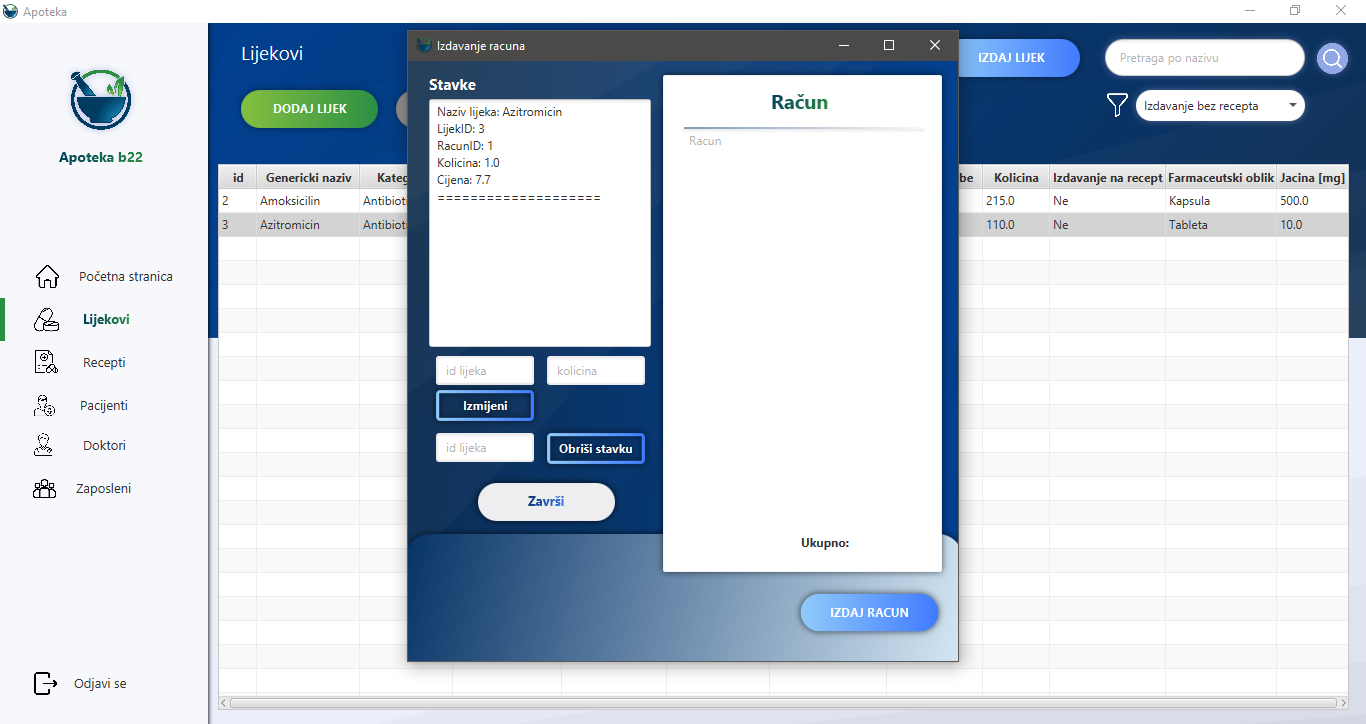 Apoteka
Apoteka b22
Početna stranica
Lijekovi
Recepti
Pacijenti
Doktori
Zaposleni
Odjavi se
Lijekovi
DODAJ LIJEK
IZDAJ LIJEK
Pretraga po nazivu
Izdavanje bez recepta
id Genericki naziv Kateg be Kolicina Izdavanje na recept Farmaceutski oblik Jacina [mg]
2 Amoksicilin Antibioti 215.0 Ne Kapsula 500.0
3 Azitromicin Antibioti 110.0 Ne Tableta 10.0
Izdavanje racuna
Stavke
Naziv lijeka: Azitromicin
LijekID: 3
RacunID: 1
Kolicina: 1.0
Cijena: 7.7
====================
id lijeka
kolicina
Izmijeni
id lijeka
Obriši stavku
Završi
Račun
Racun
Ukupno:
IZDAJ RACUN